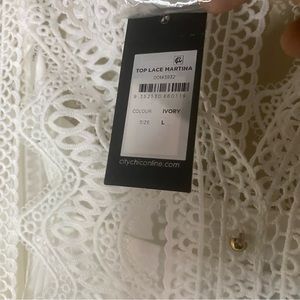 TOP LACE MARTINA
COLOUR IVORY
SIZE L
citychiconline.com